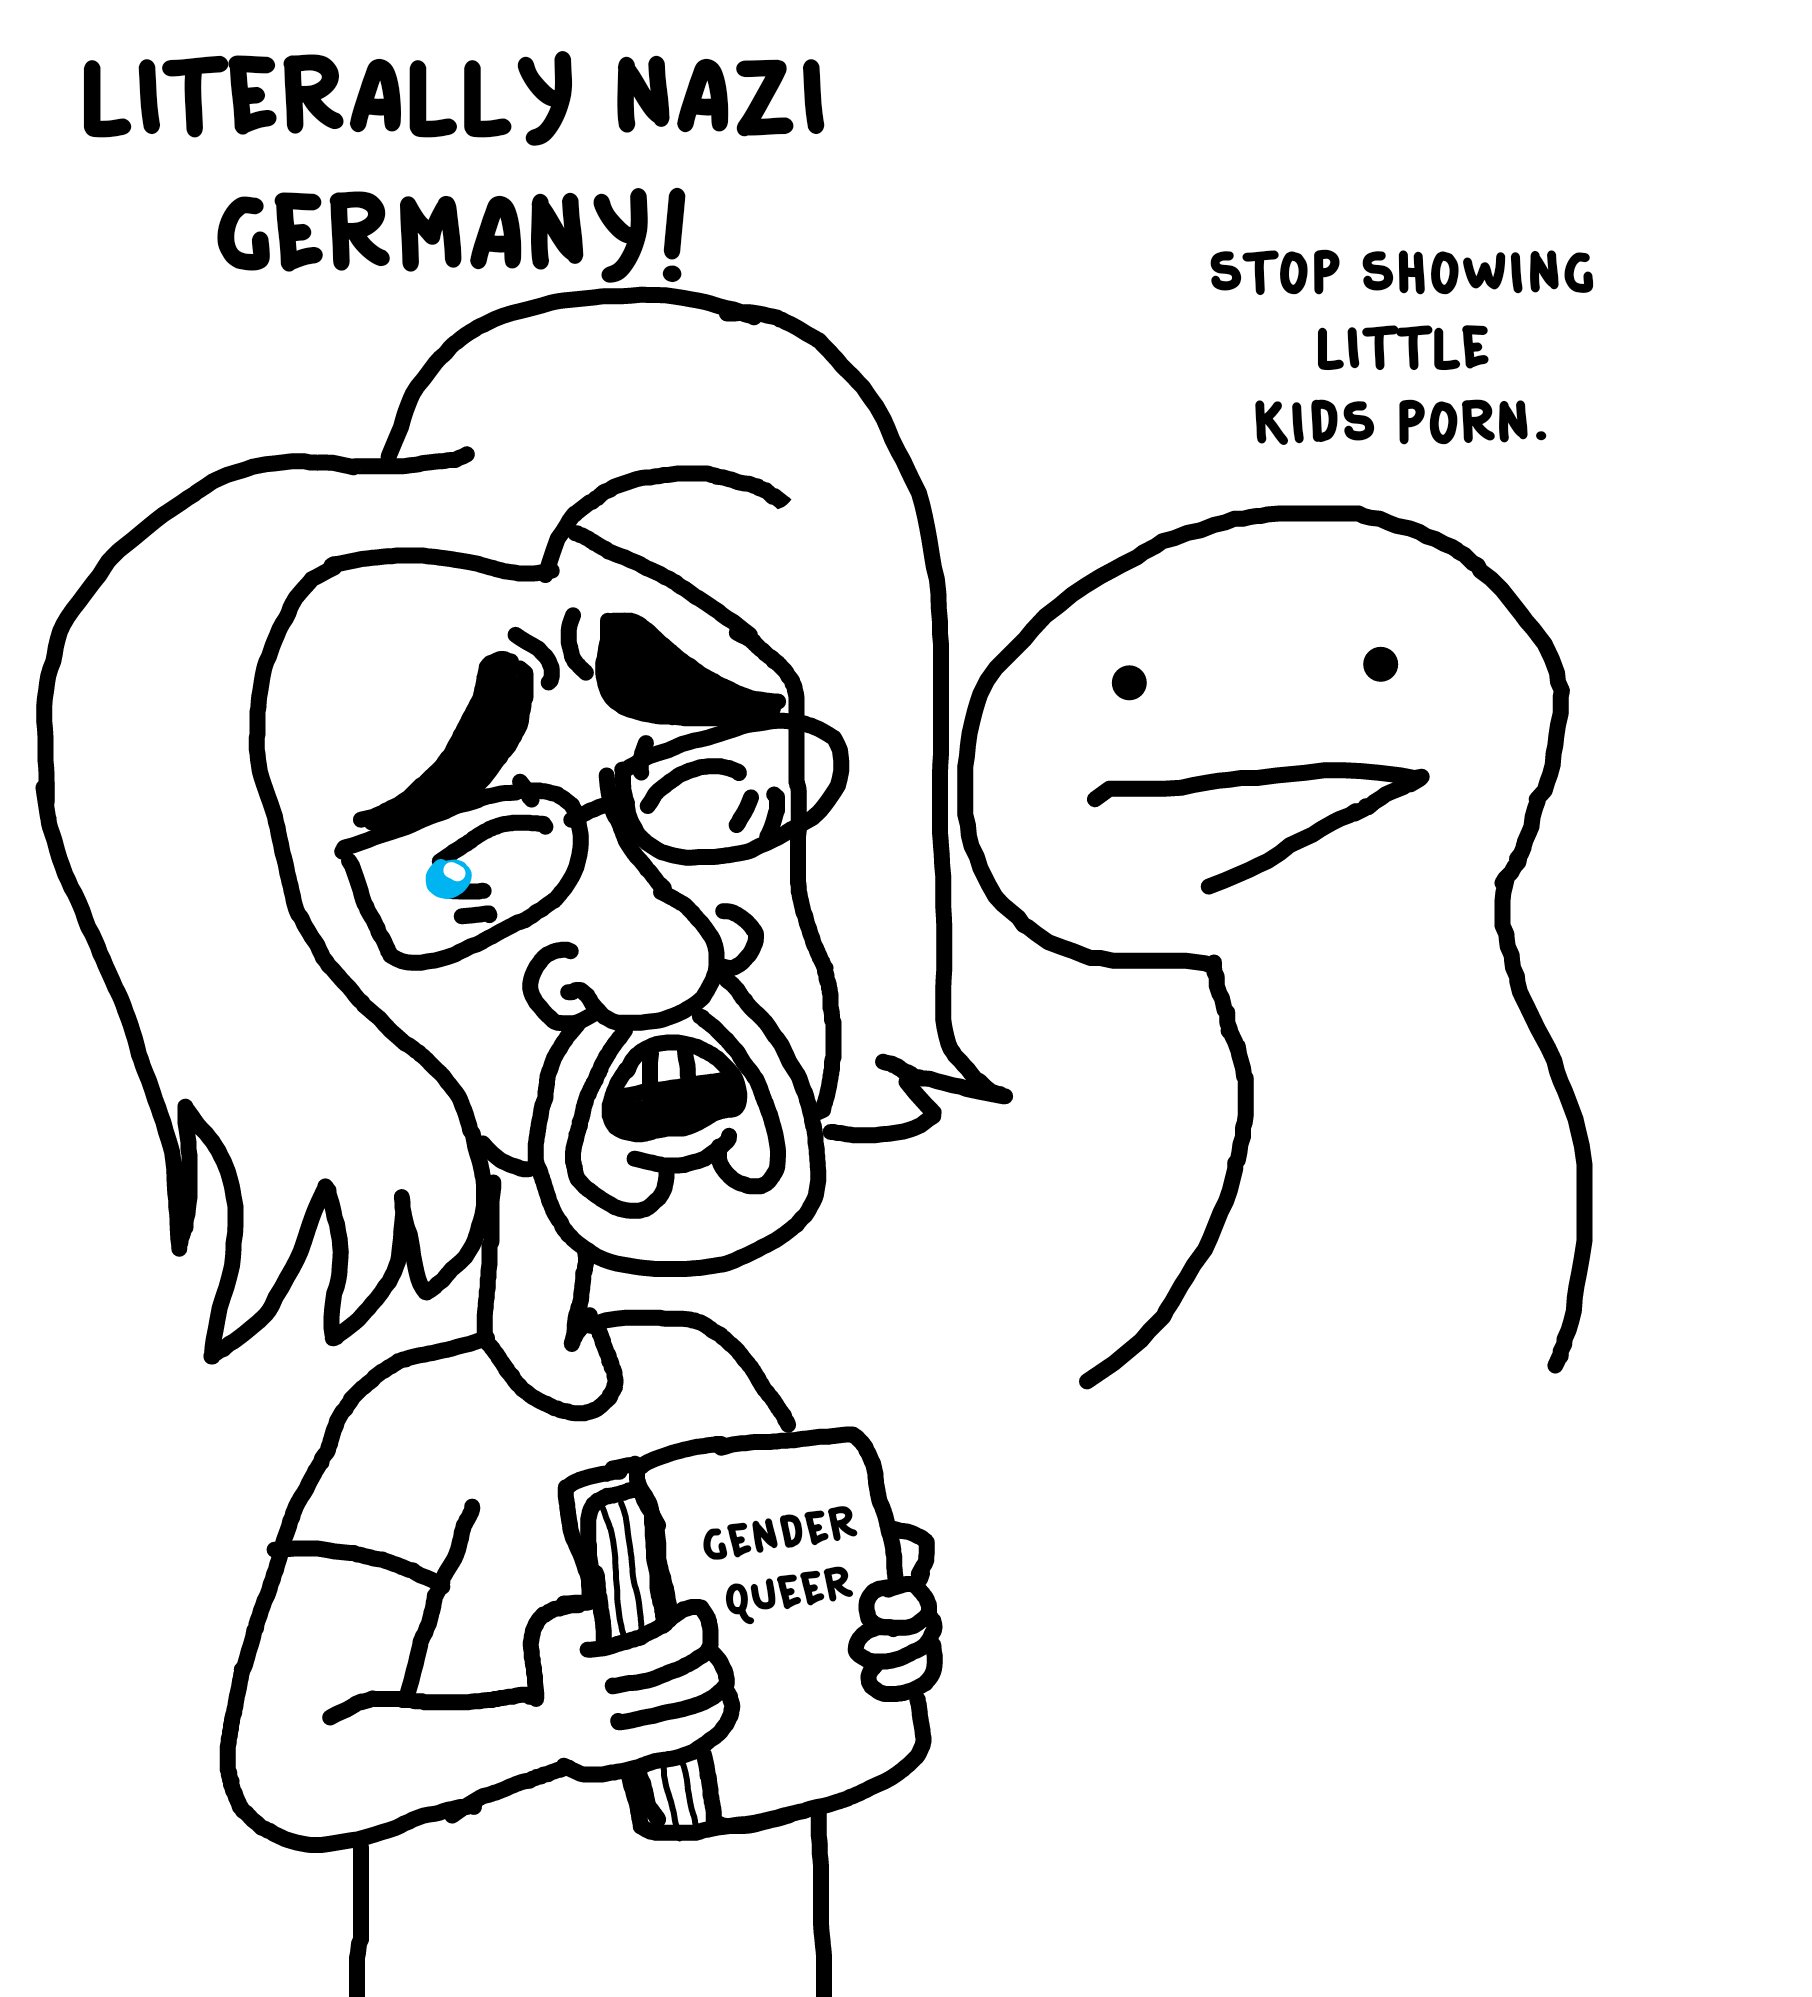 LITERALLY NAZI
GERMANY!
STOP SHOWING
LITTLE
KIDS PORN.
GENDER
QUEER